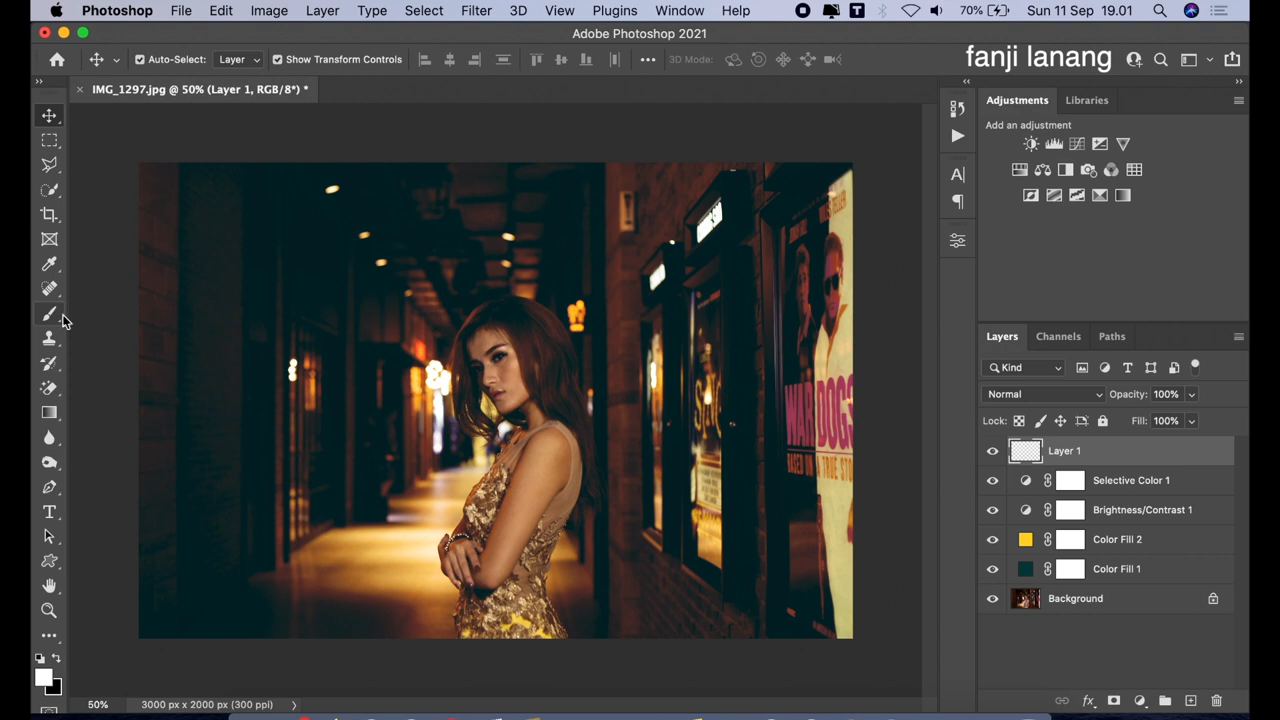 Photoshop File Edit Image Layer Type Select Filter 3D View Plugins Window Help 70% Sun 11 Sep 19.01
Adobe Photoshop 2021
Auto-Select: Layer Show Transform Controls 3D Mode: fanji lanang
IMG_1297.jpg @ 50% (Layer 1, RGB/8*) *
Adjustments Libraries
Add an adjustment
WAR DOGS
BASED ON A TRUE STO
Layers Channels Paths
Kind
Normal Opacity: 100%
Lock: Fill: 100%
Layer 1
Selective Color 1
Brightness/Contrast 1
Color Fill 2
Color Fill 1
Background
50% 3000 px x 2000 px (300 ppi)